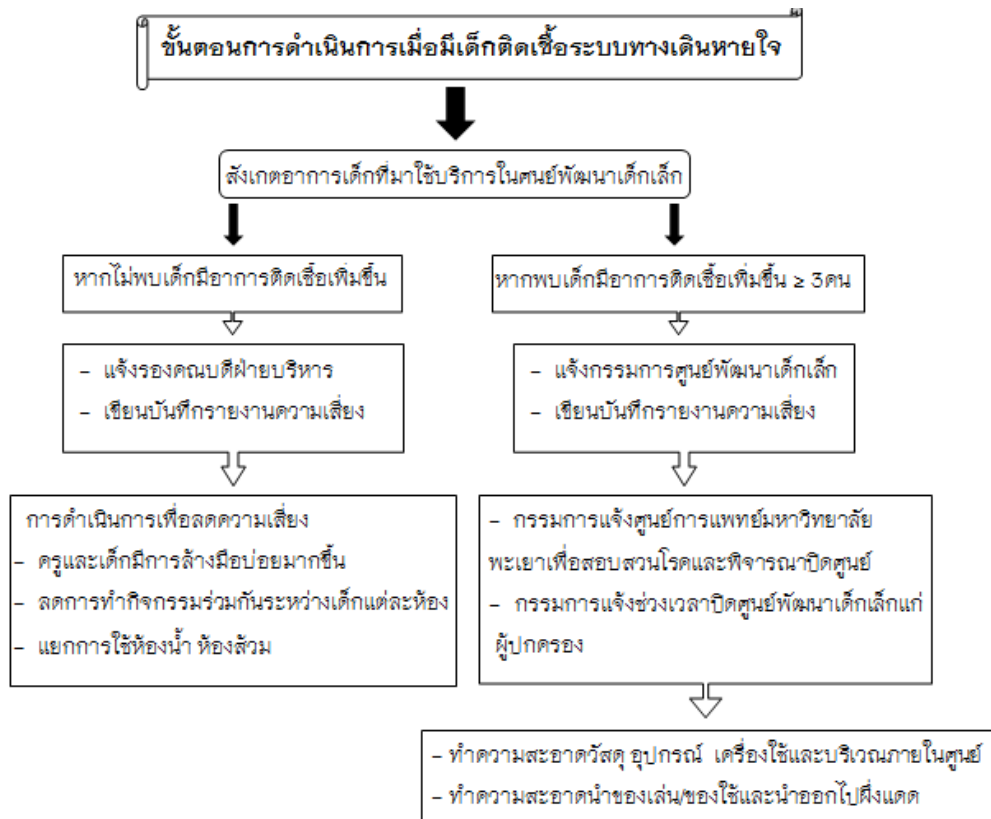 ขั้นตอนการดำเนินการเมื่อมีเด็กติดเชื้อระบบทางเดินหายใจ
สังเกตอาการเด็กที่มาใช้บริการในศูนย์พัฒนาเด็กเล็ก
หากไม่พบเด็กมีอาการติดเชื้อเพิ่มขึ้น
หากพบเด็กมีอาการติดเชื้อเพิ่มขึ้น ≥ 3คน
- แจ้งรองคณบดีฝ่ายบริหาร
- เขียนบันทึกรายงานความเสี่ยง
- แจ้งกรรมการศูนย์พัฒนาเด็กเล็ก
- เขียนบันทึกรายงานความเสี่ยง
การดำเนินการเพื่อลดความเสี่ยง
- ครูและเด็กมีการล้างมือบ่อยมากขึ้น
- ลดการทำกิจกรรมร่วมกันระหว่างเด็กแต่ละห้อง
- แยกการใช้ห้องน้ำ ห้องส้วม
- กรรมการแจ้งศูนย์การแพทย์มหาวิทยาลัย
พะเยาเพื่อสอบสวนโรคและพิจารณาปิดศูนย์
- กรรมการแจ้งช่วงเวลาปิดศูนย์พัฒนาเด็กเล็กแก่
ผู้ปกครอง
- ทำความสะอาดวัสดุ อุปกรณ์ เครื่องใช้และบริเวณภายในศูนย์
- ทำความสะอาดนำของเล่น/ของใช้และนำออกไปผึ่งแดด